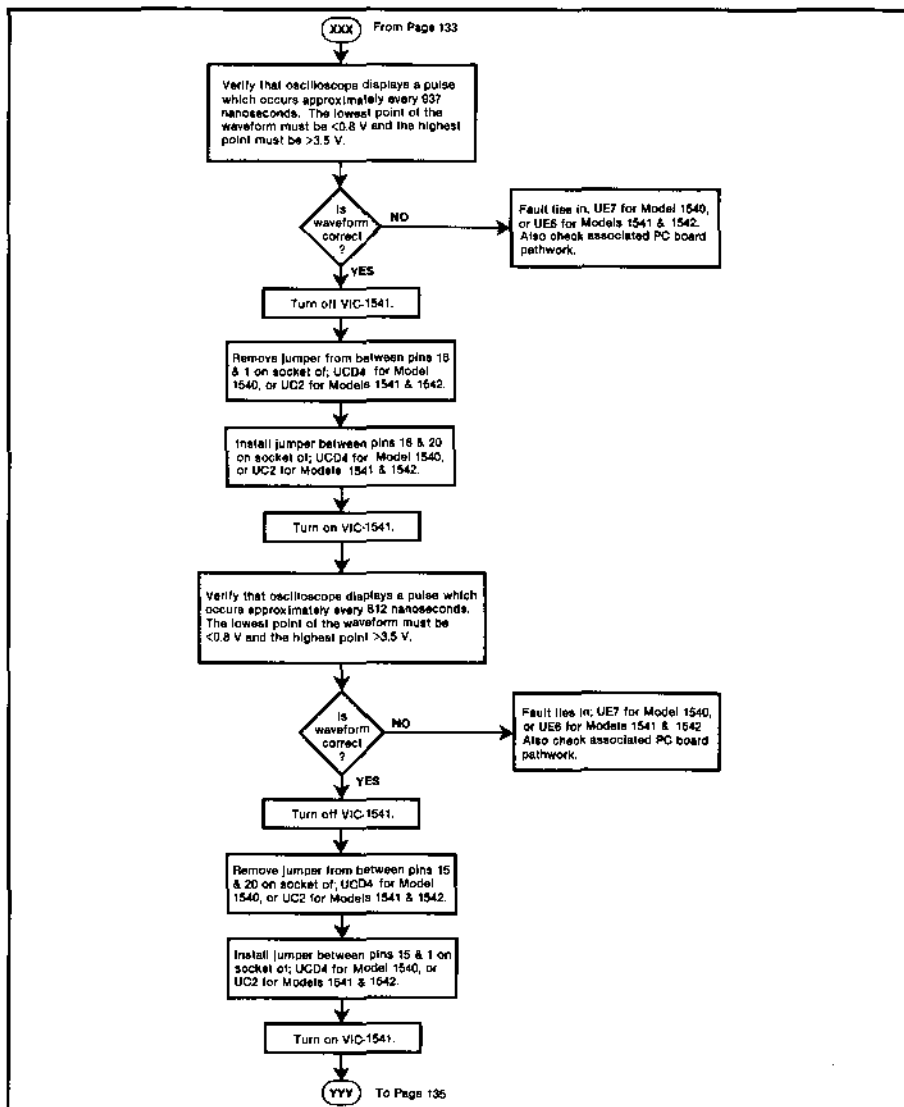 XXX From Page 133
Verify that oscilloscope displays a pulse
which occurs approximately every 937
nanoseconds. The lowest point of the
waveform must be <0.8 V and the highest
point must be >3.5 V.
Is
waveform
correct
?
NO
Fault lies in, UE7 for Model 1540,
or UE6 for Models 1541 & 1542.
Also check associated PC board
pathwork.
YES
Turn off VIC-1541.
Remove jumper from between pins 16
& 1 on socket of; UCD4 for Model
1540, or UC2 for Models 1541 & 1542.
Install jumper between pins 16 & 20
on socket of; UCD4 for Model 1540,
or UC2 for Models 1541 & 1542.
Turn on VIC-1541.
Verify that oscilloscope displays a pulse which
occurs approximately every 812 nanoseconds.
The lowest point of the waveform must be
<0.8 V and the highest point >3.5 V.
Is
waveform
correct
?
NO
Fault lies in; UE7 for Model 1540,
or UE6 for Models 1541 & 1542
Also check associated PC board
pathwork.
YES
Turn off VIC-1541.
Remove jumper from between pins 15
& 20 on socket of; UCD4 for Model
1540, or UC2 for Models 1541 & 1542.
Install jumper between pins 15 & 1 on
socket of; UCD4 for Model 1540, or
UC2 for Models 1541 & 1542.
Turn on VIC-1541.
YYY To Page 135